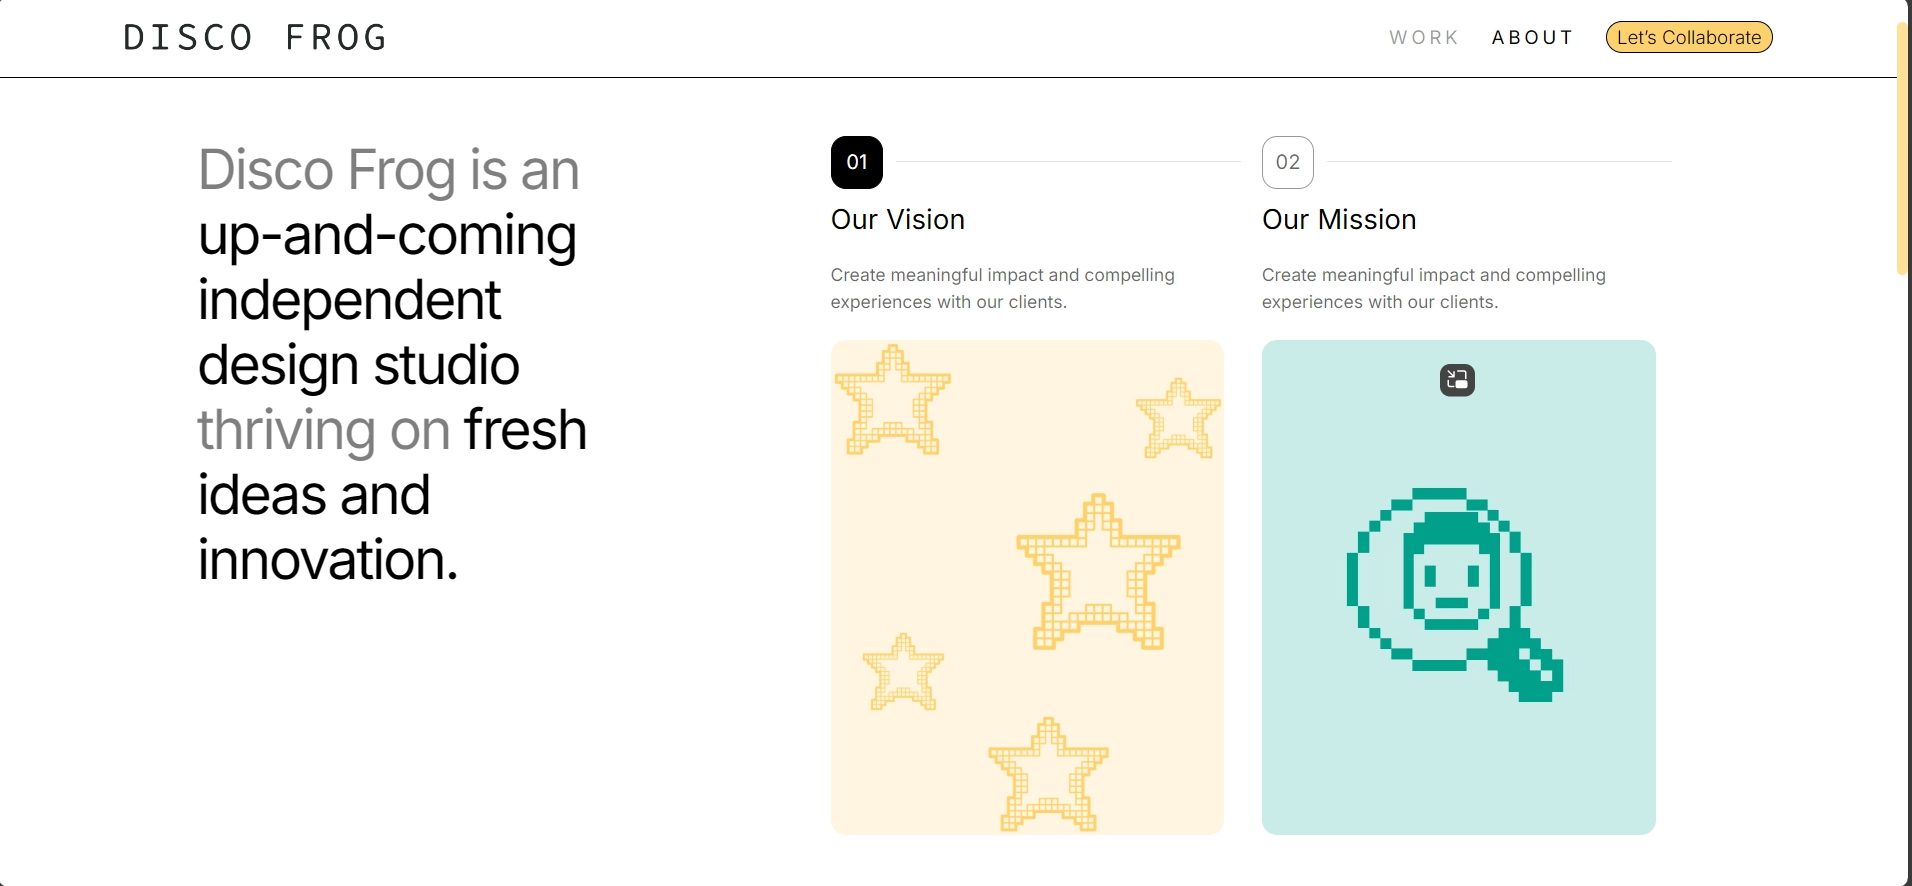 DISCO FROG
WORK
ABOUT
Let's Collaborate
Disco Frog is an
up-and-coming
independent
design studio
thriving on fresh
ideas and
innovation.
01
Our Vision
Create meaningful impact and compelling
experiences with our clients.
02
Our Mission
Create meaningful impact and compelling
experiences with our clients.